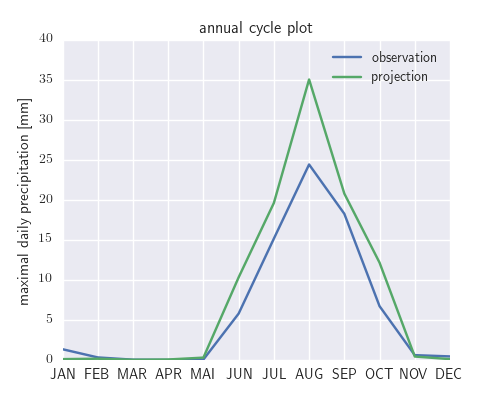 annual cycle plot
maximal daily precipitation [mm]
40
35
30
25
20
15
10
5
0
observation
projection
JAN FEB MAR APR MAI JUN JUL AUG SEP OCT NOV DEC